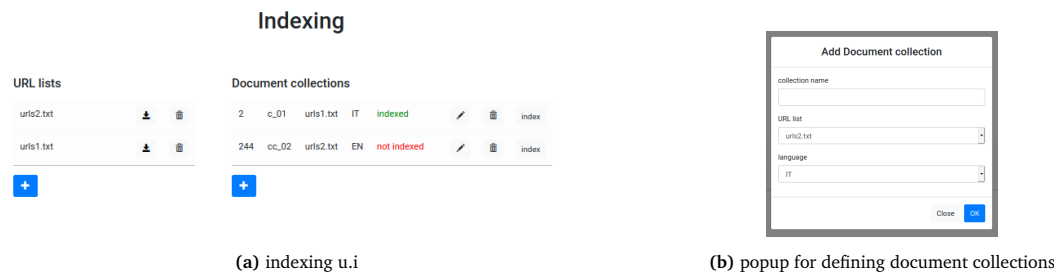 Indexing
URL lists
urls2.txt
urls1.txt
Document collections
2 c_01 urls1.txt IT indexed index
244 cc_02 urls2.txt EN not indexed index
(a) indexing u.i
Add Document collection
collection name
URL list
urls2.txt
language
IT
Close OK
(b) popup for defining document collections